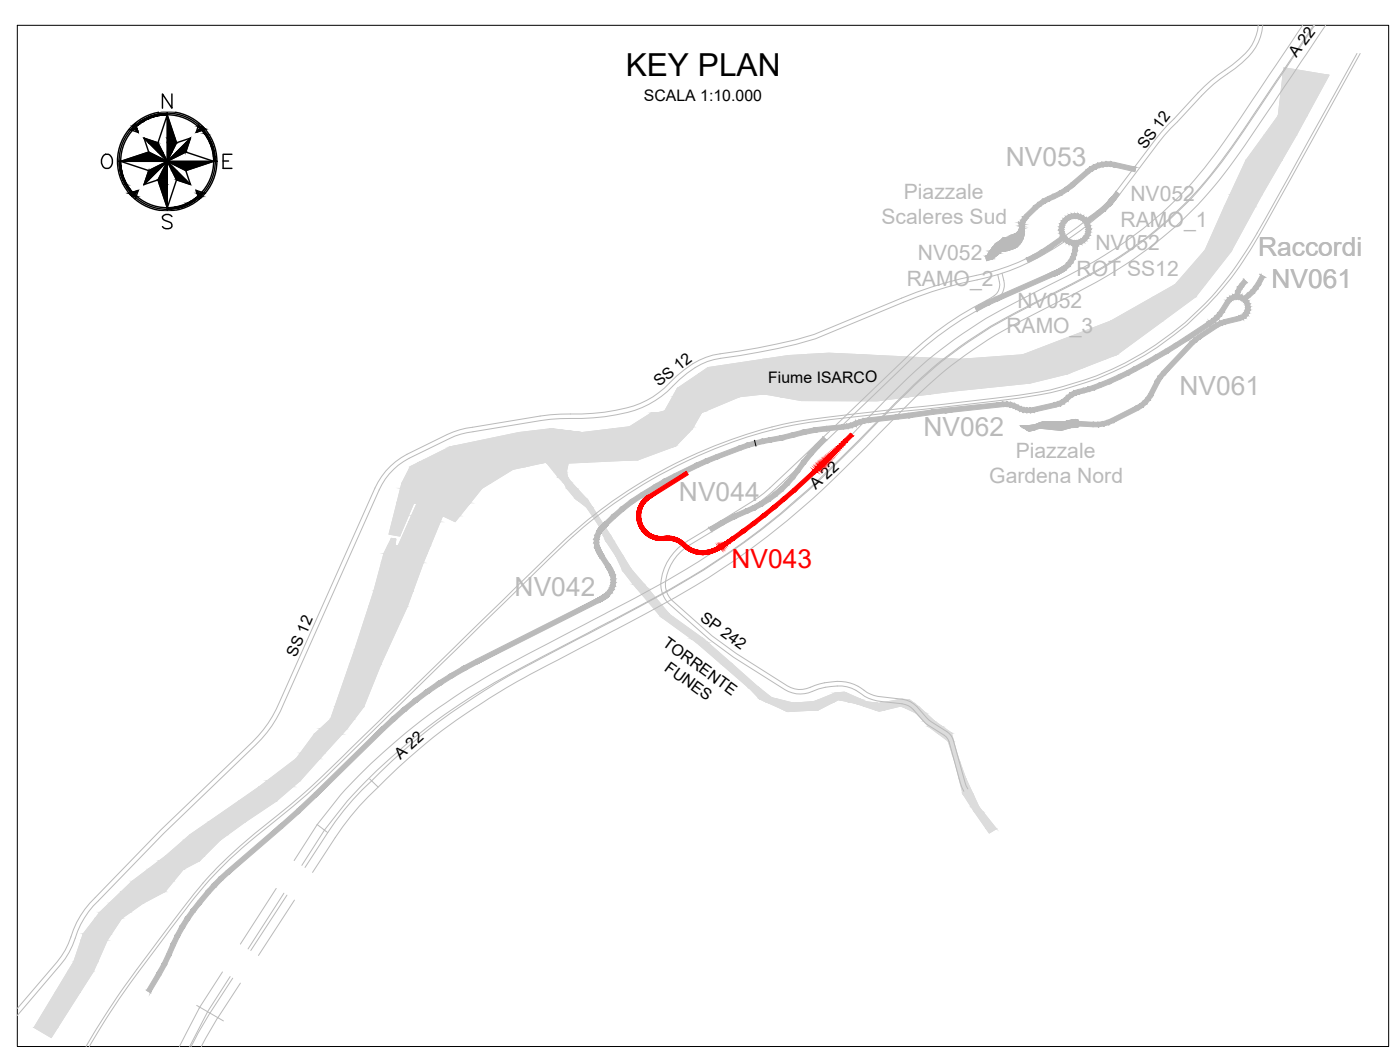 KEY PLAN
SCALA 1:10.000
N
O
E
S
A 22
SS 12
NV053
Piazzale
Scaleres Sud
NV052
RAMO_1
NV052
RAMO_2
NV052
ROT SS12
Raccordi
NV061
NV052
RAMO_3
SS 12
Fiume ISARCO
NV061
NV062
Piazzale
Gardena Nord
A 22
NV044
NV043
NV042
SS 12
SP 242
TORRENTE
FUNES
A 22